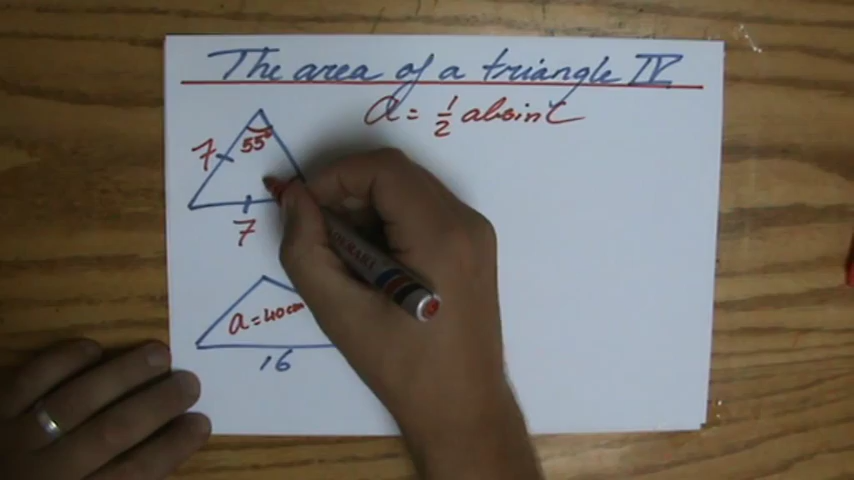 The area of a triangle IV
a = 1/2 absinC
55°
7
7
a = 40cm
16